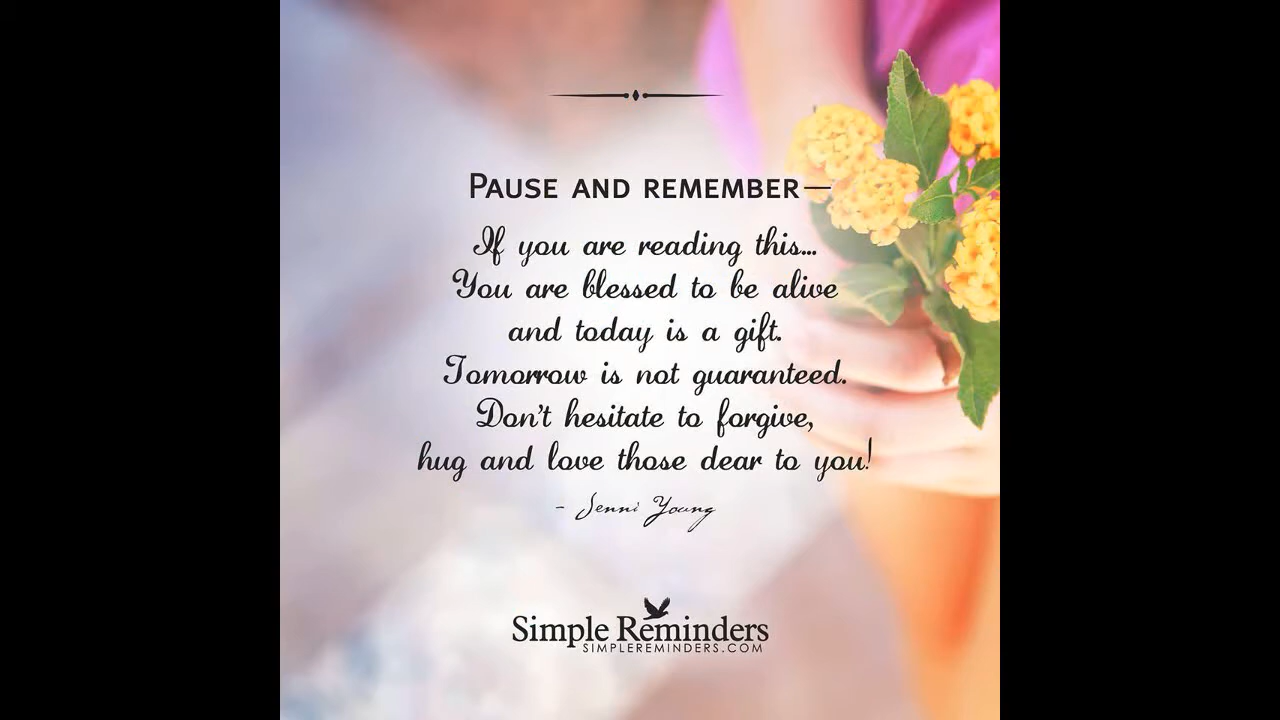 Pause and remember—
If you are reading this...
You are blessed to be alive
and today is a gift.
Tomorrow is not guaranteed.
Don't hesitate to forgive,
hug and love those dear to you!
- Jenni Young
Simple Reminders
SIMPLEREMINDERS.COM